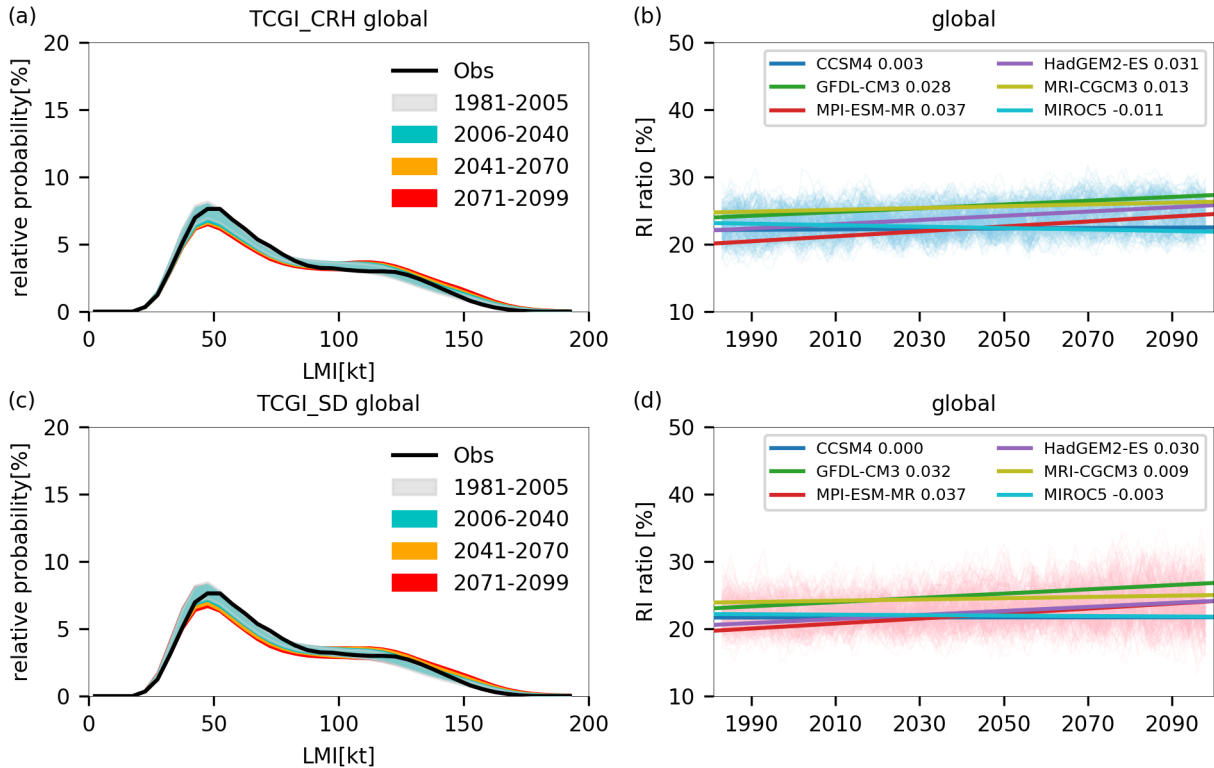 (a)
TCGI_CRH global
relative probability[%]
20
15
10
5
0
Obs
1981-2005
2006-2040
2041-2070
2071-2099
0
50
100
150
200
LMI[kt]
(b)
global
RI ratio [%]
50
40
30
20
10
CCSM4 0.003
GFDL-CM3 0.028
MPI-ESM-MR 0.037
HadGEM2-ES 0.031
MRI-CGCM3 0.013
MIROC5 -0.011
1990
2010
2030
2050
2070
2090
(c)
TCGI_SD global
relative probability[%]
20
15
10
5
0
Obs
1981-2005
2006-2040
2041-2070
2071-2099
0
50
100
150
200
LMI[kt]
(d)
global
RI ratio [%]
50
40
30
20
10
CCSM4 0.000
GFDL-CM3 0.032
MPI-ESM-MR 0.037
HadGEM2-ES 0.030
MRI-CGCM3 0.009
MIROC5 -0.003
1990
2010
2030
2050
2070
2090